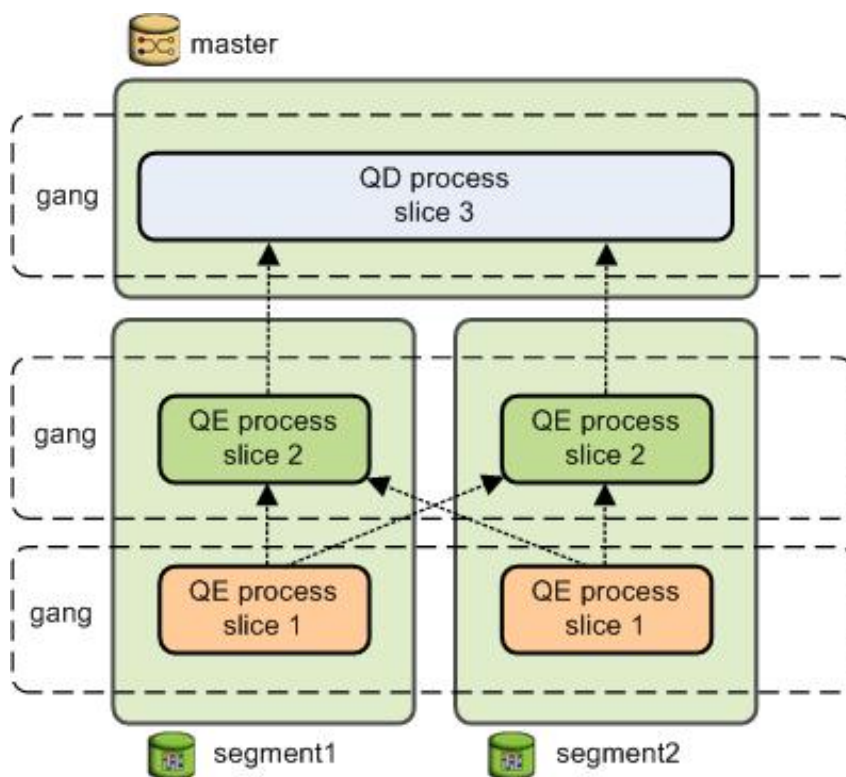 master
gang
QD process
slice 3
gang
QE process
slice 2
QE process
slice 2
gang
QE process
slice 1
QE process
slice 1
segment1
segment2